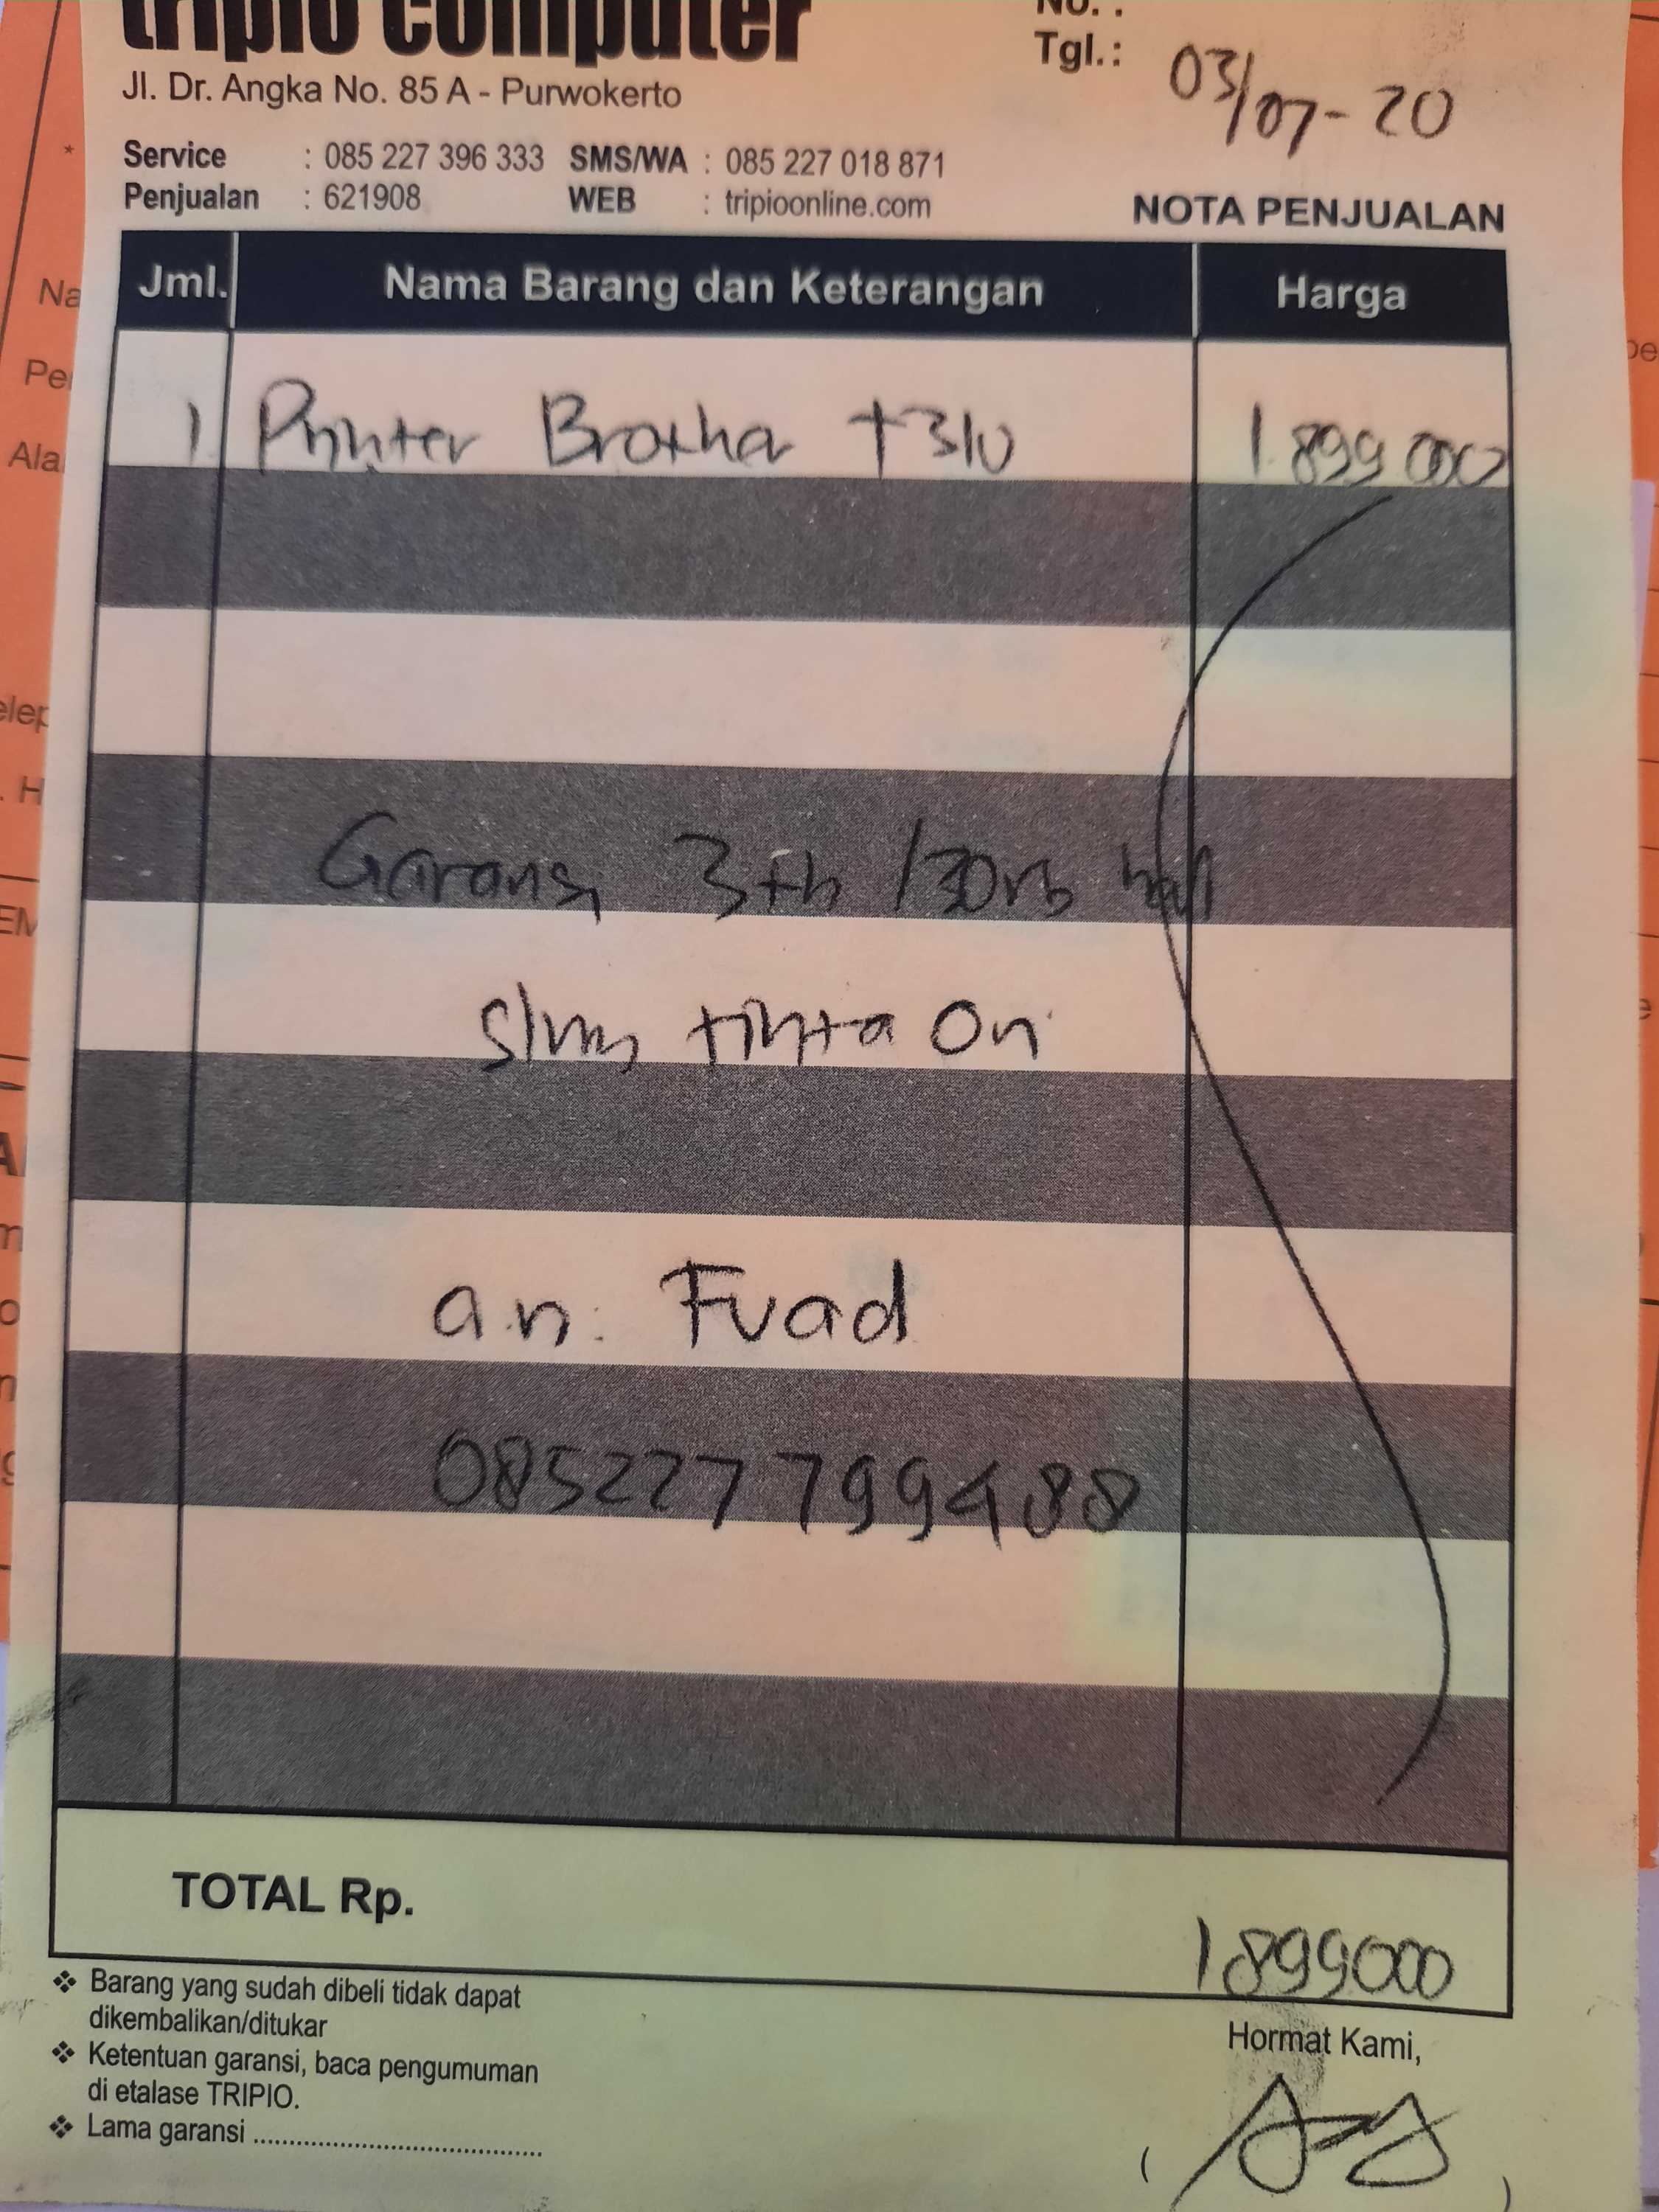 tripio computer
No. :
Tgl.: 03/07-20
Jl. Dr. Angka No. 85 A - Purwokerto
Service : 085 227 396 333 SMS/WA : 085 227 018 871
Penjualan : 621908 WEB : tripioonline.com
NOTA PENJUALAN
Jml. Nama Barang dan Keterangan Harga
1 Printer Brother T310 1.899 000
Garansi 3th /30rb hal
tinta Ori
a.n: Fuad
085227799488
TOTAL Rp. 1899000
❖ Barang yang sudah dibeli tidak dapat
dikembalikan/ditukar
❖ Ketentuan garansi, baca pengumuman
di etalase TRIPIO.
❖ Lama garansi ..........................................
Hormat Kami,